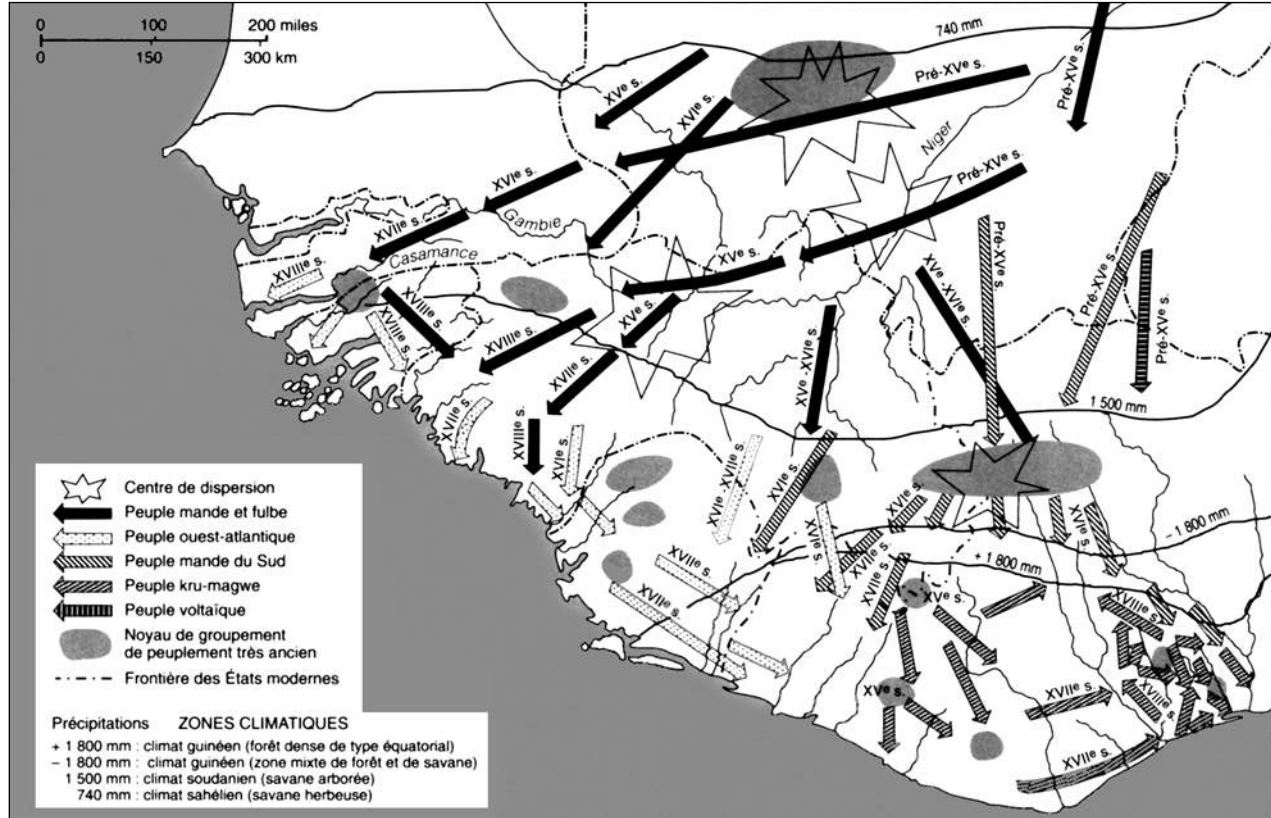 0 100 200 miles
0 150 300 km
740 mm
Pré-XVe s.
Pré-XVe s.
XVe s.
XVIe s.
Niger
XVIe s.
Pré-XVe s.
Gambie
XVIIe s.
Casamance
XVIIIe s.
XVe s.
Pré-XVe s.
Pré-XVe s.
XVe -XVIe s.
Pré-XVe s.
XVIIIe s.
XVIIIe s.
XVIIIe s.
XVe s.
XVIIe s.
XVe -XVIe s.
1 500 mm
XVIIe s.
XVIIIe s.
XVIe s.
XVIe -XVIIe s.
XVIe s.
XVIe s.
XVIe s.
XVIe s.
– 1 800 mm
+ 1 800 mm
XVIIe s.
XVIIe s.
XVIIe s.
XVIIe s.
XVe s.
XVIIIe s.
XVe s.
XVIIe s.
XVIIe s.
XVIIe s.
Centre de dispersion
Peuple mande et fulbe
Peuple ouest-atlantique
Peuple mande du Sud
Peuple kru-magwe
Peuple voltaïque
Noyau de groupement
de peuplement très ancien
Frontière des États modernes
Précipitations ZONES CLIMATIQUES
+ 1 800 mm : climat guinéen (forêt dense de type équatorial)
– 1 800 mm : climat guinéen (zone mixte de forêt et de savane)
1 500 mm : climat soudanien (savane arborée)
740 mm : climat sahélien (savane herbeuse)